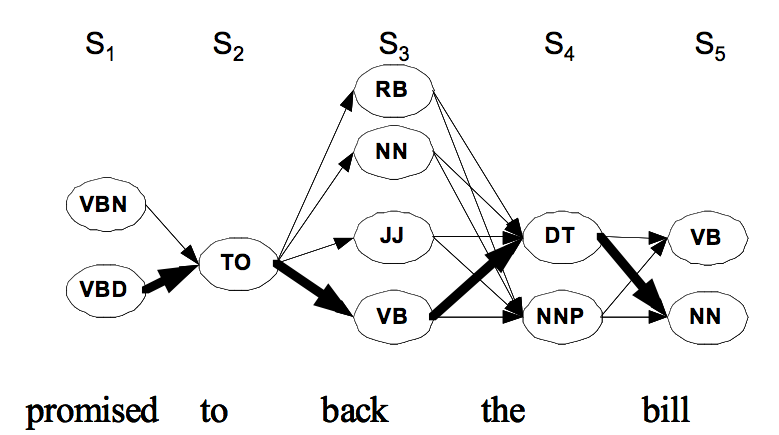 S1 S2 S3 S4 S5
RB
NN
VBN
JJ DT VB
TO
VBD
VB NNP NN
promised to back the bill